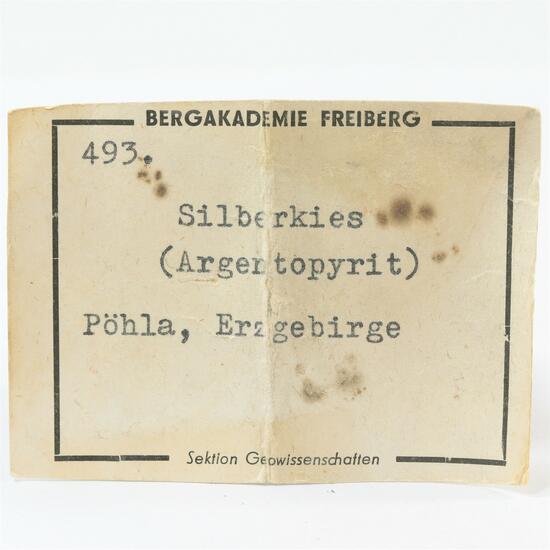 BERGAKADEMIE FREIBERG
493.
Silberkies
(Argentopyrit)
Pöhla, Erzgebirge
Sektion Geowissenschaften